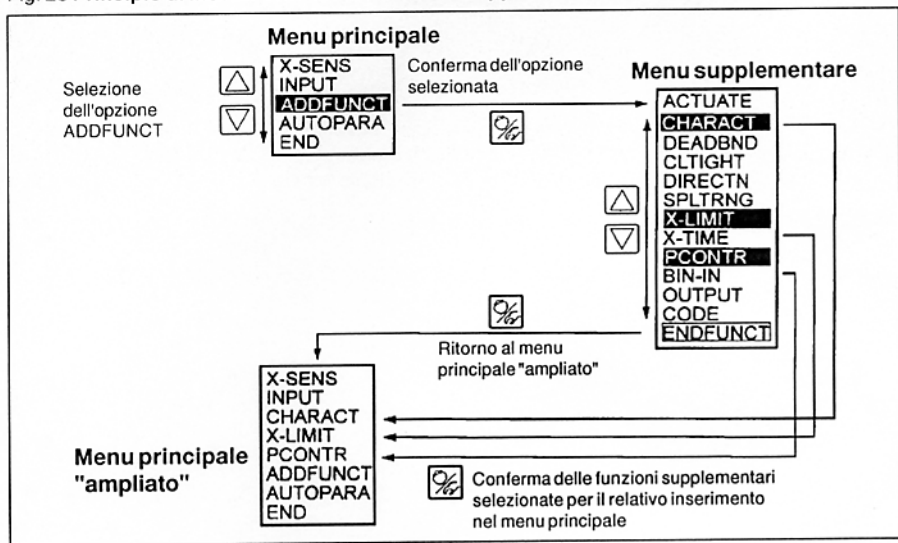 Menu principale
Selezione
dell'opzione
ADDFUNCT
X-SENS
INPUT
ADDFUNCT
AUTOPARA
END
Conferma dell'opzione
selezionata
Menu supplementare
ACTUATE
CHARACT
DEADBND
CLTIGHT
DIRECTN
SPLTRNG
X-LIMIT
X-TIME
PCONTR
BIN-IN
OUTPUT
CODE
ENDFUNCT
Ritorno al menu
principale "ampliato"
Menu principale
"ampliato"
X-SENS
INPUT
CHARACT
X-LIMIT
PCONTR
ADDFUNCT
AUTOPARA
END
Conferma delle funzioni supplementari
selezionate per il relativo inserimento
nel menu principale